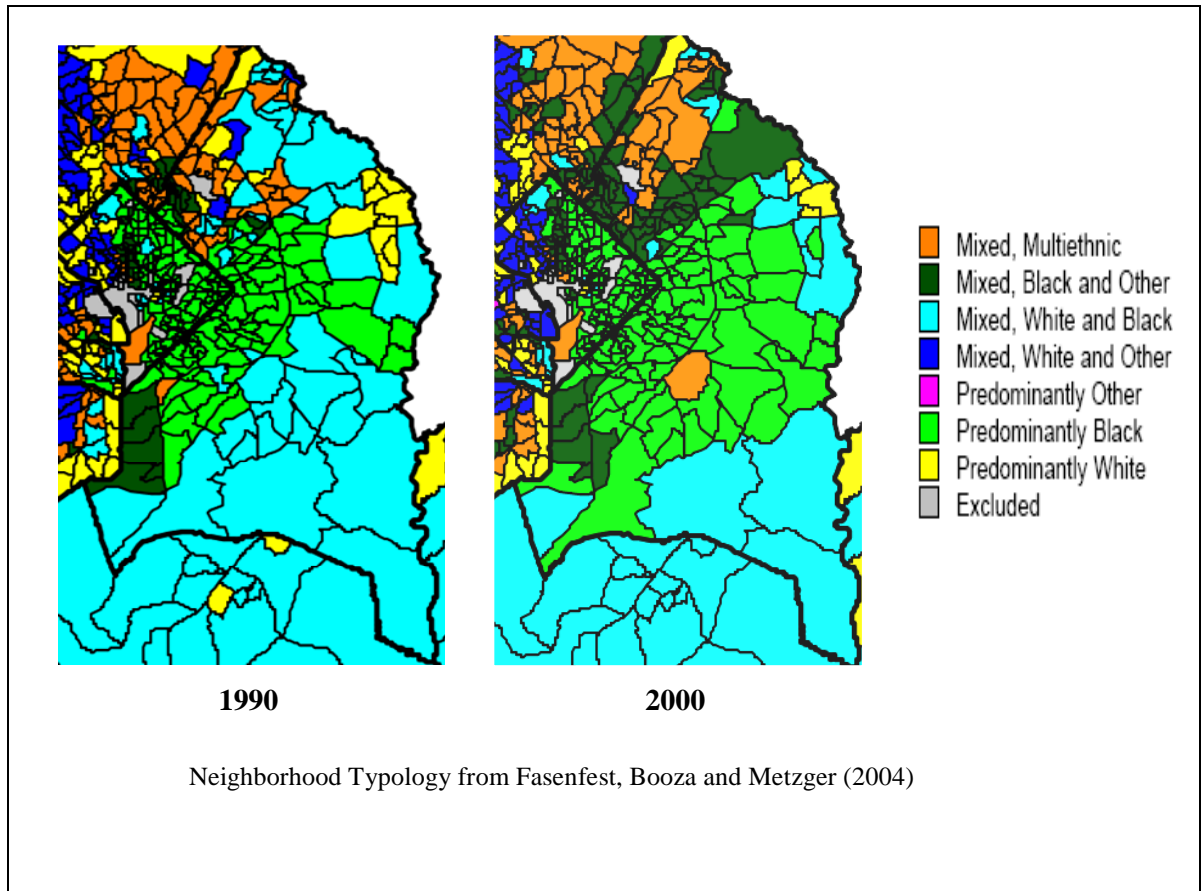 Mixed, Multiethnic
Mixed, Black and Other
Mixed, White and Black
Mixed, White and Other
Predominantly Other
Predominantly Black
Predominantly White
Excluded
1990
2000
Neighborhood Typology from Fasenfest, Booza and Metzger (2004)